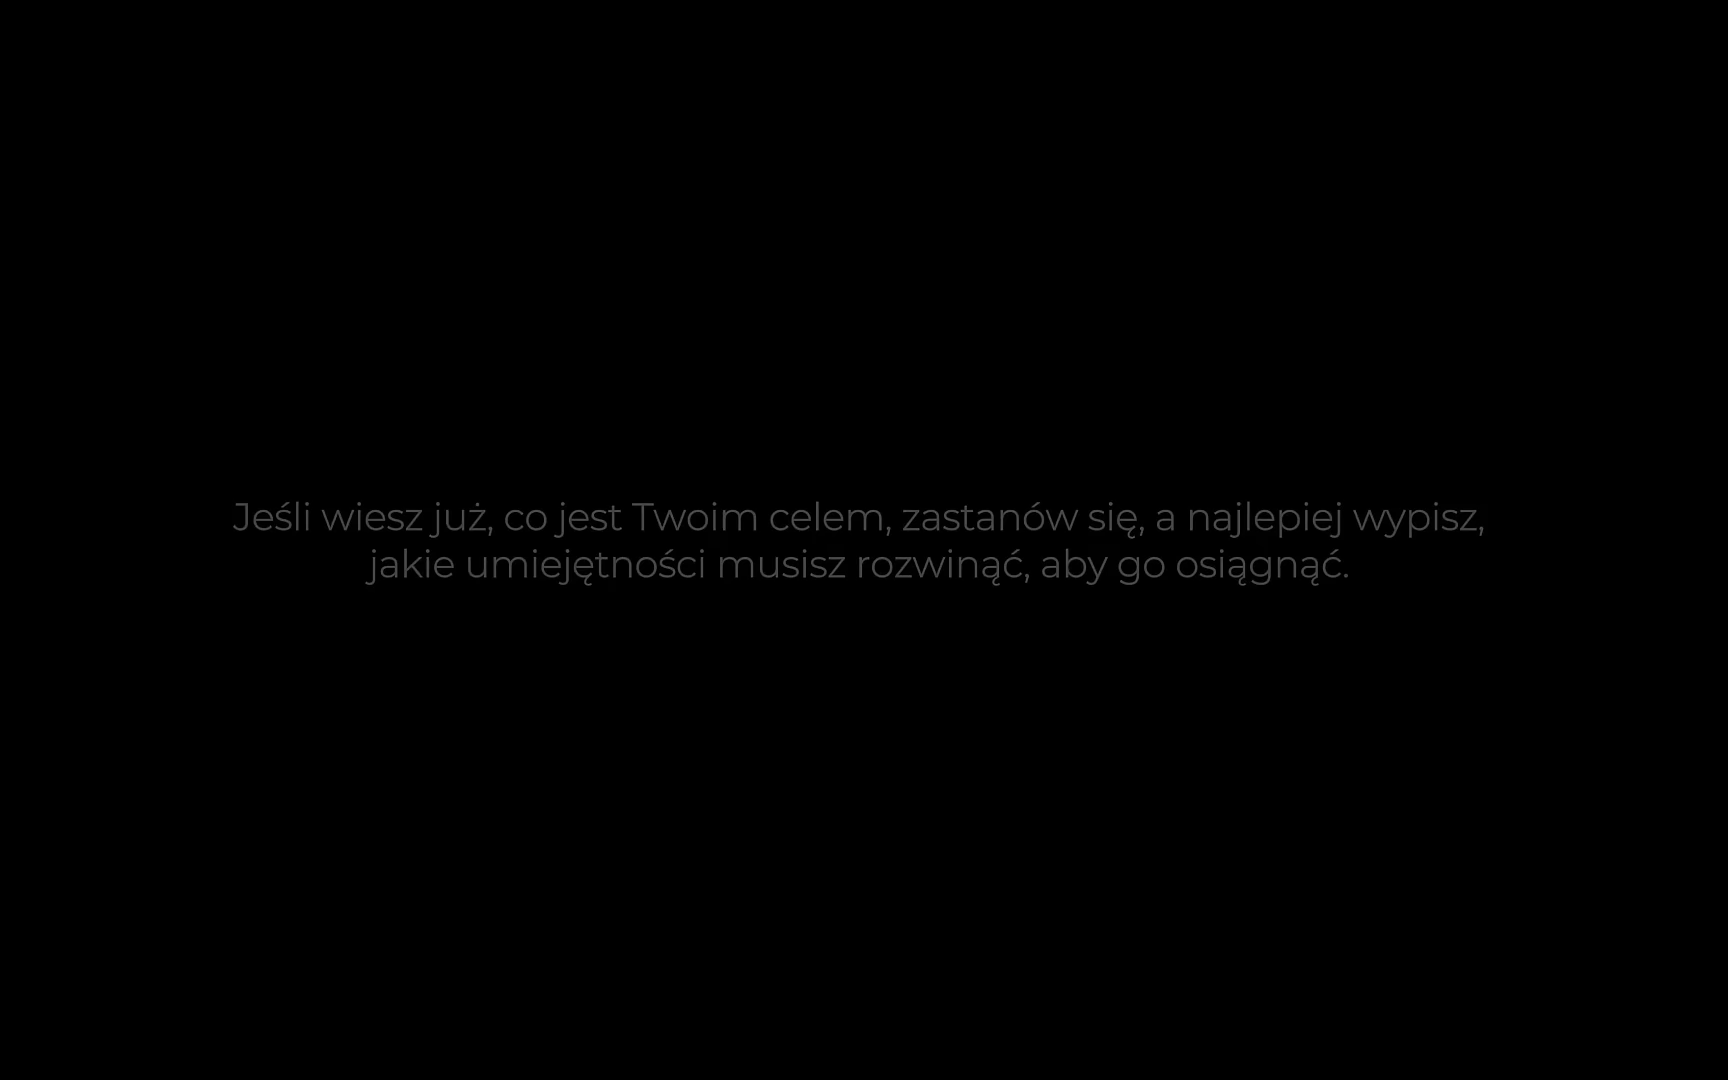 Jeśli wiesz już, co jest Twoim celem, zastanów się, a najlepiej wypisz,
jakie umiejętności musisz rozwinąć, aby go osiągnąć.